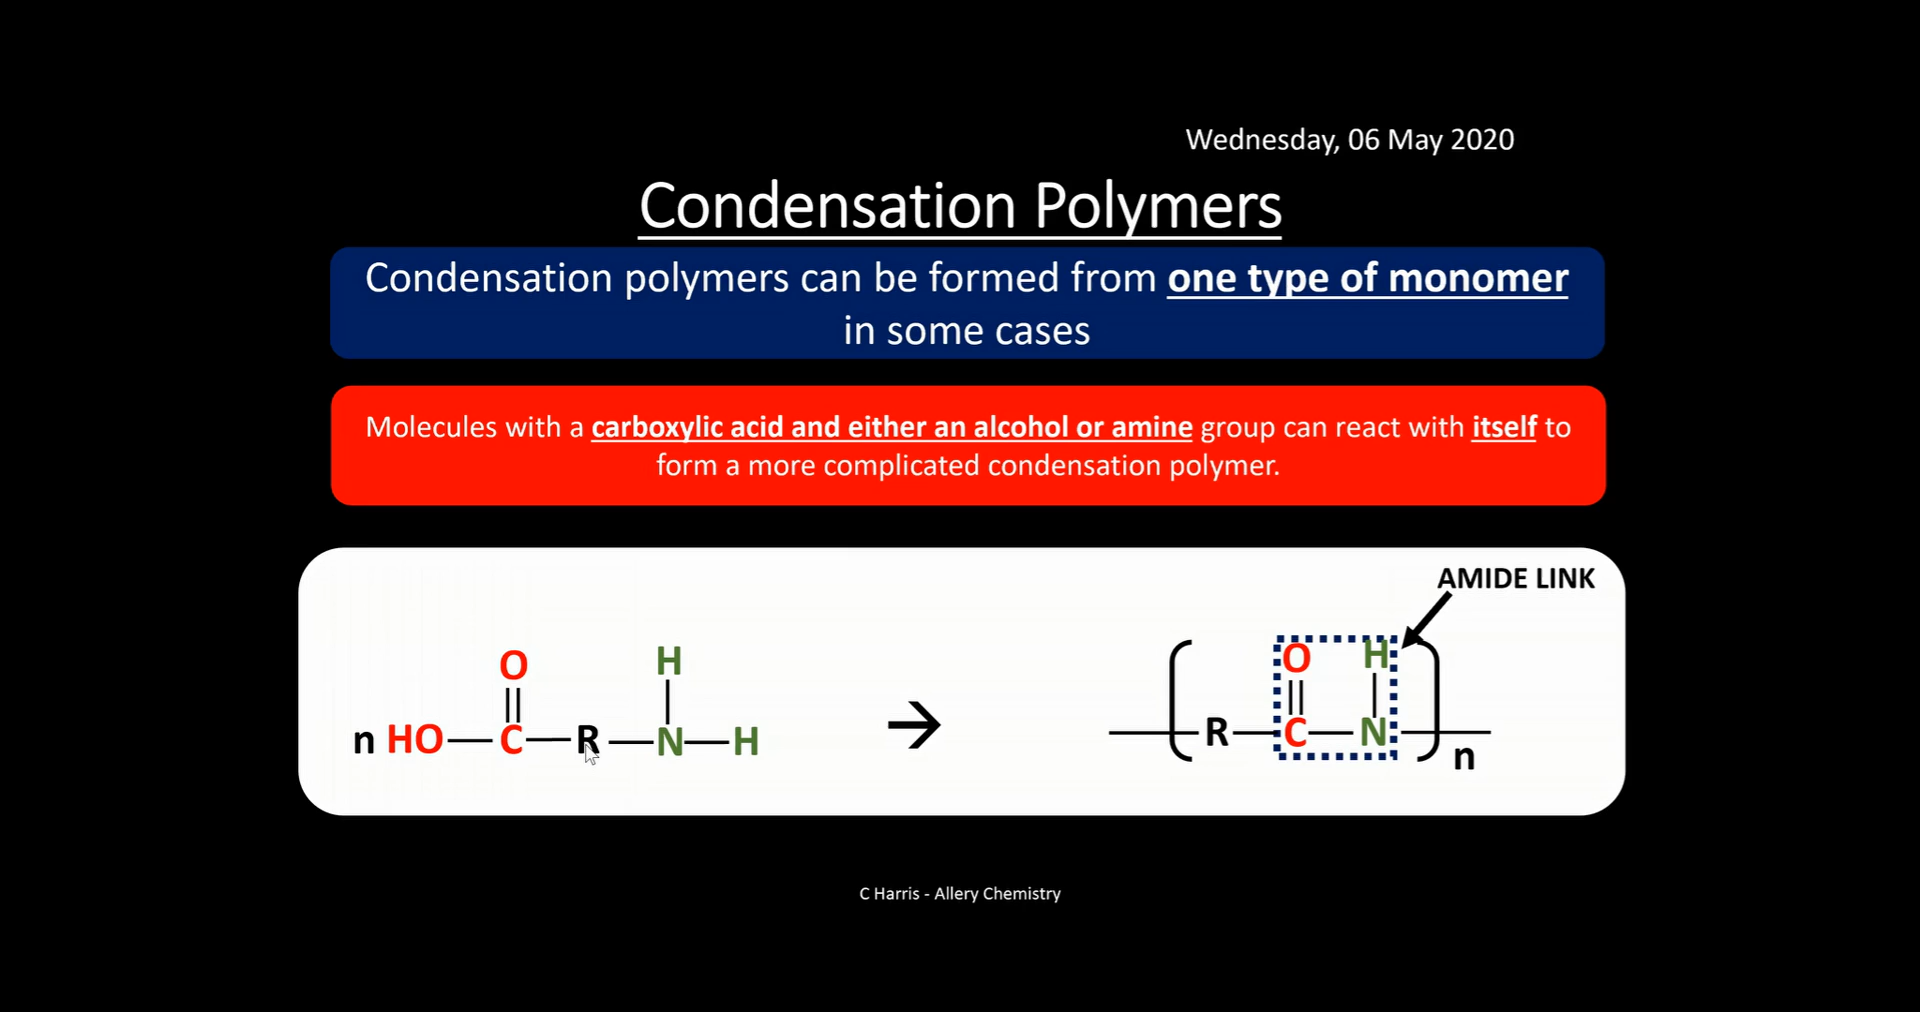 Wednesday, 06 May 2020
Condensation Polymers
Condensation polymers can be formed from one type of monomer
in some cases
Molecules with a carboxylic acid and either an alcohol or amine group can react with itself to
form a more complicated condensation polymer.
AMIDE LINK
O H O H
n HO C R N H R C N
n
C Harris - Allery Chemistry